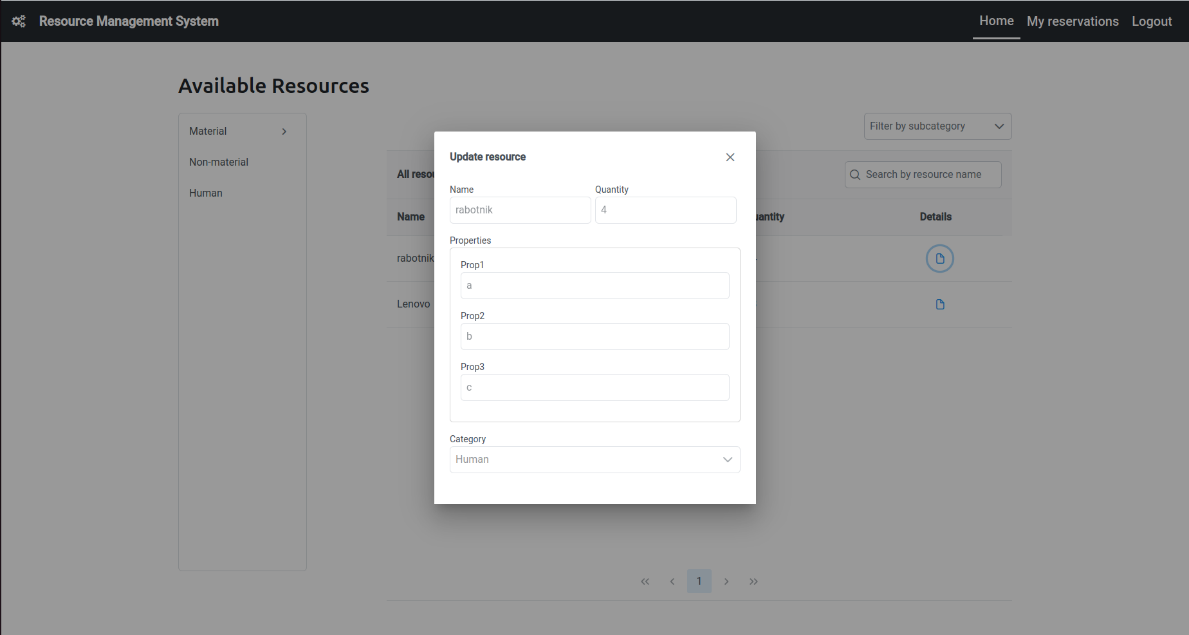 Resource Management System
Home My reservations Logout
Available Resources
Material
Non-material
Human
Filter by subcategory
All resou
Search by resource name
Name
uantity
Details
rabotnik
Lenovo
Update resource
Name
Quantity
rabotnik
4
Properties
Prop1
a
Prop2
b
Prop3
c
Category
Human
1